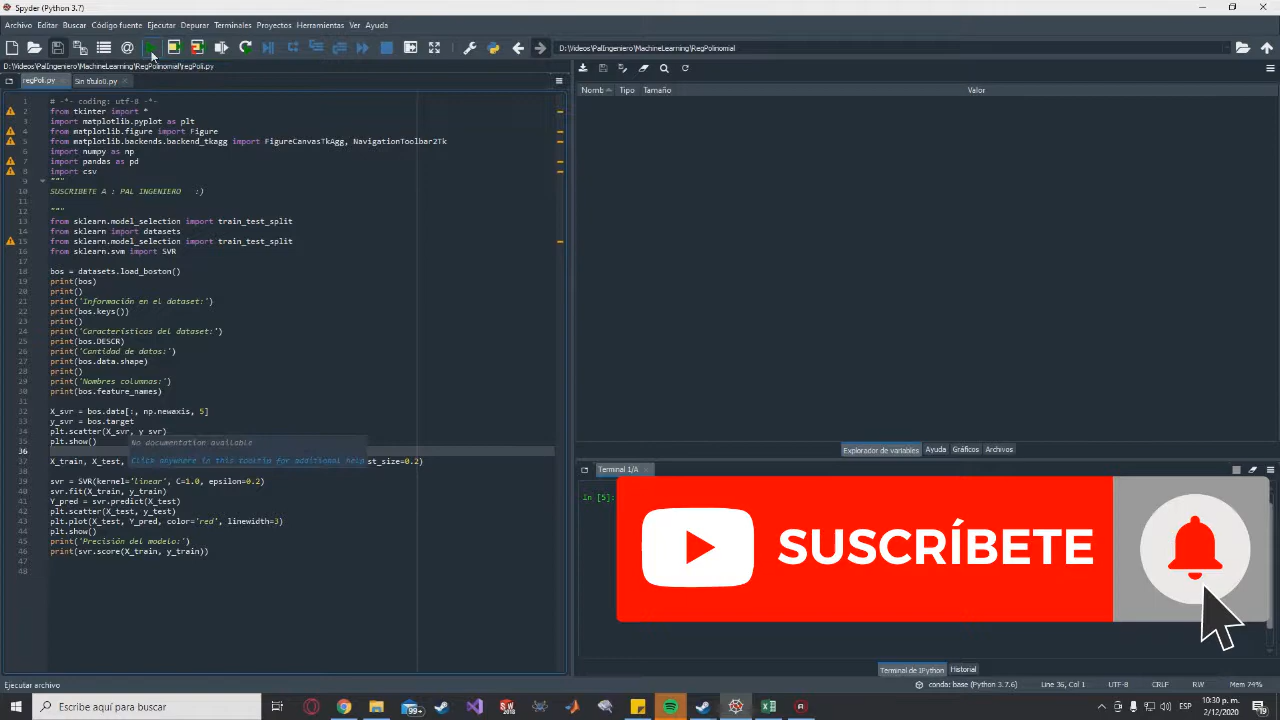 Spyder (Python 3.7)
Archivo Editar Buscar Código fuente Ejecutar Depurar Terminales Proyectos Herramientas Ver Ayuda
D:\Videos\PalIngeniero\MachineLearning\RegPolinomial
D:\Videos\PalIngeniero\MachineLearning\RegPolinomial\regPoli.py
regPoli.py
Sin título0.py
Nomb Tipo Tamaño Valor
1 # -*- coding: utf-8 -*-
2 from tkinter import *
3 import matplotlib.pyplot as plt
4 from matplotlib.figure import Figure
5 from matplotlib.backends.backend_tkagg import FigureCanvasTkAgg, NavigationToolbar2Tk
6 import numpy as np
7 import pandas as pd
8 import csv
9 """
10 SUSCRIBETE A : PAL INGENIERO :)
11
12 """
13 from sklearn.model_selection import train_test_split
14 from sklearn import datasets
15 from sklearn.model_selection import train_test_split
16 from sklearn.svm import SVR
17
18 bos = datasets.load_boston()
19 print(bos)
20 print()
21 print('Información en el dataset:')
22 print(bos.keys())
23 print()
24 print('Características del dataset:')
25 print(bos.DESCR)
26 print('Cantidad de datos:')
27 print(bos.data.shape)
28 print()
29 print('Nombres columnas:')
30 print(bos.feature_names)
31
32 X_svr = bos.data[:, np.newaxis, 5]
33 y_svr = bos.target
34 plt.scatter(X_svr, y_svr)
35 plt.show()
No documentation available
36
37 X_train, X_test, st_size=0.2)
Click anywhere in this tooltip for additional help
38
39 svr = SVR(kernel='linear', C=1.0, epsilon=0.2)
40 svr.fit(X_train, y_train)
41 Y_pred = svr.predict(X_test)
42 plt.scatter(X_test, y_test)
43 plt.plot(X_test, Y_pred, color='red', linewidth=3)
44 plt.show()
45 print('Precisión del modelo:')
46 print(svr.score(X_train, y_train))
47
48
Explorador de variables Ayuda Gráficos Archivos
Terminal 1/A
In [5]:
SUSCRÍBETE
Terminal de IPython Historial
Ejecutar archivo
conda: base (Python 3.7.6) Line 36, Col 1 UTF-8 CRLF RW Mem 74%
Escribe aquí para buscar
99+
ESP
10:30 p. m.
2/12/2020